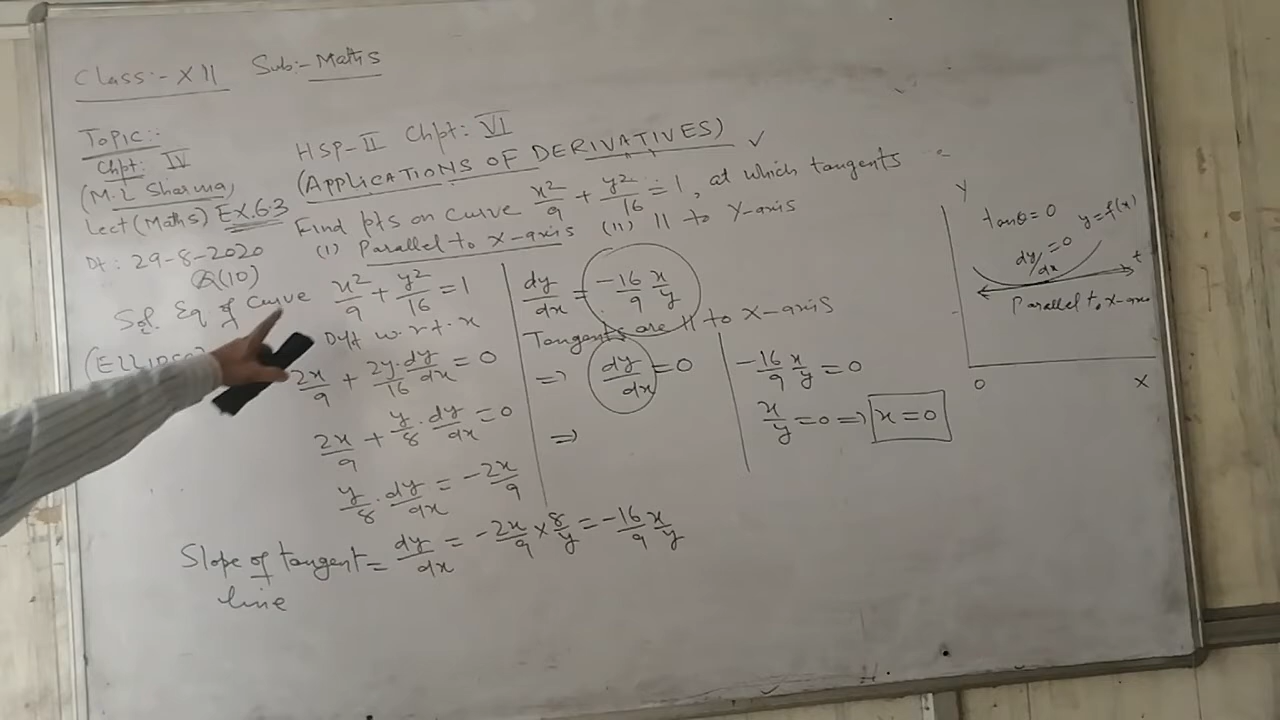 Class:- XII Sub:- Maths
Topic::
Chpt: IV
(M.L Sharma,
Lect (Maths) EX.6.3
Dt: 29-8-2020
Q(10)
HSP-II Chpt: VI
(APPLICATIONS OF DERIVATIVES) ✓
Find pts on Curve x²/9 + y²/16 = 1, at which tangents =
(I) Parallel to X-axis (II) || to Y-axis
Sol. Eq of Curve x²/9 + y²/16 = 1
(ELLIPSE)
Diff w.r.t. x
2x/9 + 2y/16 . dy/dx = 0
2x/9 + y/8 . dy/dx = 0
y/8 . dy/dx = -2x/9
Slope of tangent = dy/dx = -2x/9 × 8/y = -16/9 x/y
line
dy/dx = -16/9 x/y
Tangents are || to X-axis
=> dy/dx = 0
=>
-16/9 x/y = 0
x/y = 0 => x = 0
Y
tanθ = 0 y = f(x)
dy/dx = 0
t
Parallel to X-axis
O X